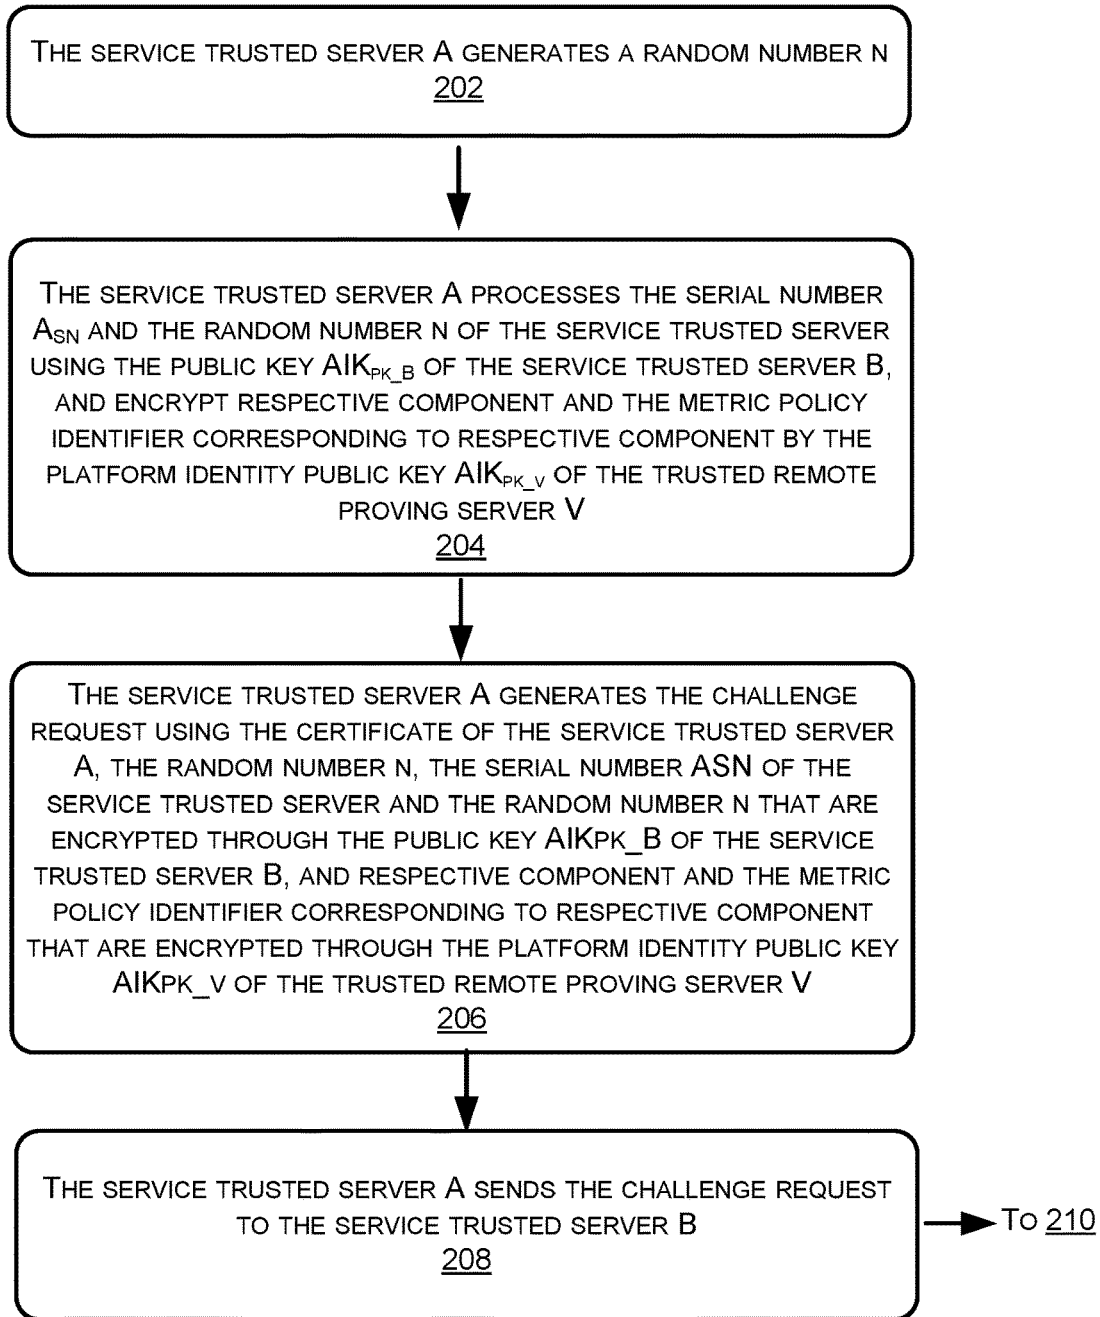 THE SERVICE TRUSTED SERVER A GENERATES A RANDOM NUMBER N
202
THE SERVICE TRUSTED SERVER A PROCESSES THE SERIAL NUMBER
ASN AND THE RANDOM NUMBER N OF THE SERVICE TRUSTED SERVER
USING THE PUBLIC KEY AIKPK_B OF THE SERVICE TRUSTED SERVER B,
AND ENCRYPT RESPECTIVE COMPONENT AND THE METRIC POLICY
IDENTIFIER CORRESPONDING TO RESPECTIVE COMPONENT BY THE
PLATFORM IDENTITY PUBLIC KEY AIKPK_V OF THE TRUSTED REMOTE
PROVING SERVER V
204
THE SERVICE TRUSTED SERVER A GENERATES THE CHALLENGE
REQUEST USING THE CERTIFICATE OF THE SERVICE TRUSTED SERVER
A, THE RANDOM NUMBER N, THE SERIAL NUMBER ASN OF THE
SERVICE TRUSTED SERVER AND THE RANDOM NUMBER N THAT ARE
ENCRYPTED THROUGH THE PUBLIC KEY AIKPK_B OF THE SERVICE
TRUSTED SERVER B, AND RESPECTIVE COMPONENT AND THE METRIC
POLICY IDENTIFIER CORRESPONDING TO RESPECTIVE COMPONENT
THAT ARE ENCRYPTED THROUGH THE PLATFORM IDENTITY PUBLIC KEY
AIKPK_V OF THE TRUSTED REMOTE PROVING SERVER V
206
THE SERVICE TRUSTED SERVER A SENDS THE CHALLENGE REQUEST
TO THE SERVICE TRUSTED SERVER B
208
TO 210